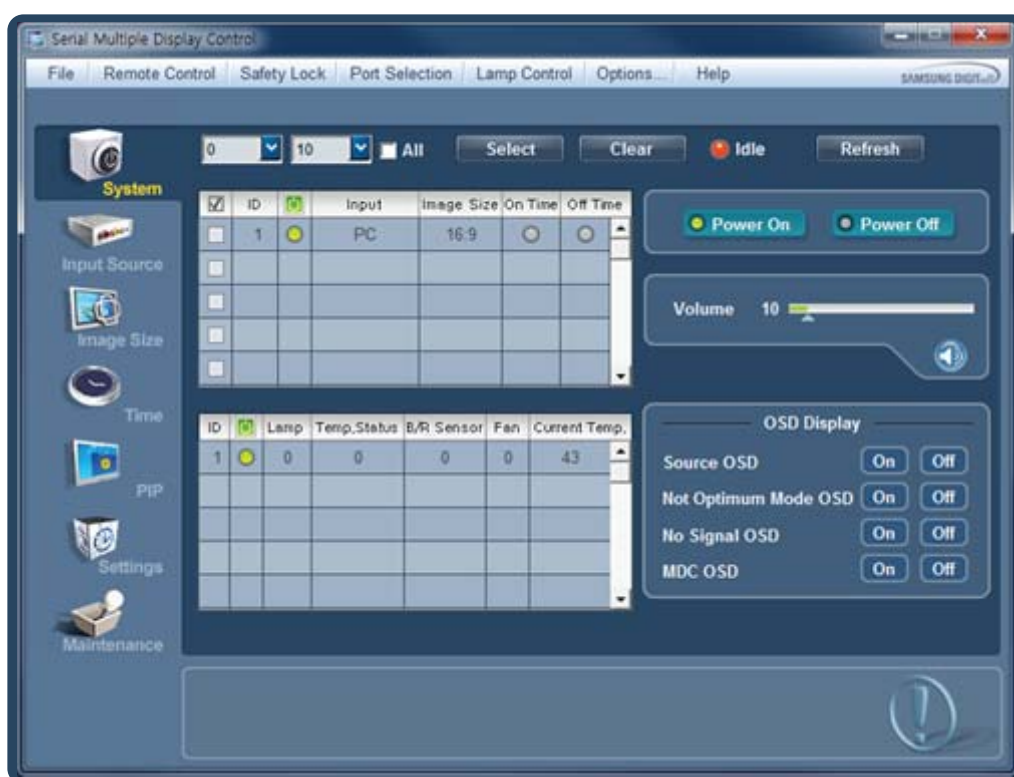 Serial Multiple Display Control
File Remote Control Safety Lock Port Selection Lamp Control Options... Help
SAMSUNG DIGITall
System
Input Source
Image Size
Time
PIP
Settings
Maintenance
0 10 All Select Clear Idle Refresh
ID Input Image Size On Time Off Time
1 PC 16:9
Power On Power Off
Volume 10
ID Lamp Temp,Status B/R Sensor Fan Current Temp,
1 0 0 0 0 43
OSD Display
Source OSD On Off
Not Optimum Mode OSD On Off
No Signal OSD On Off
MDC OSD On Off